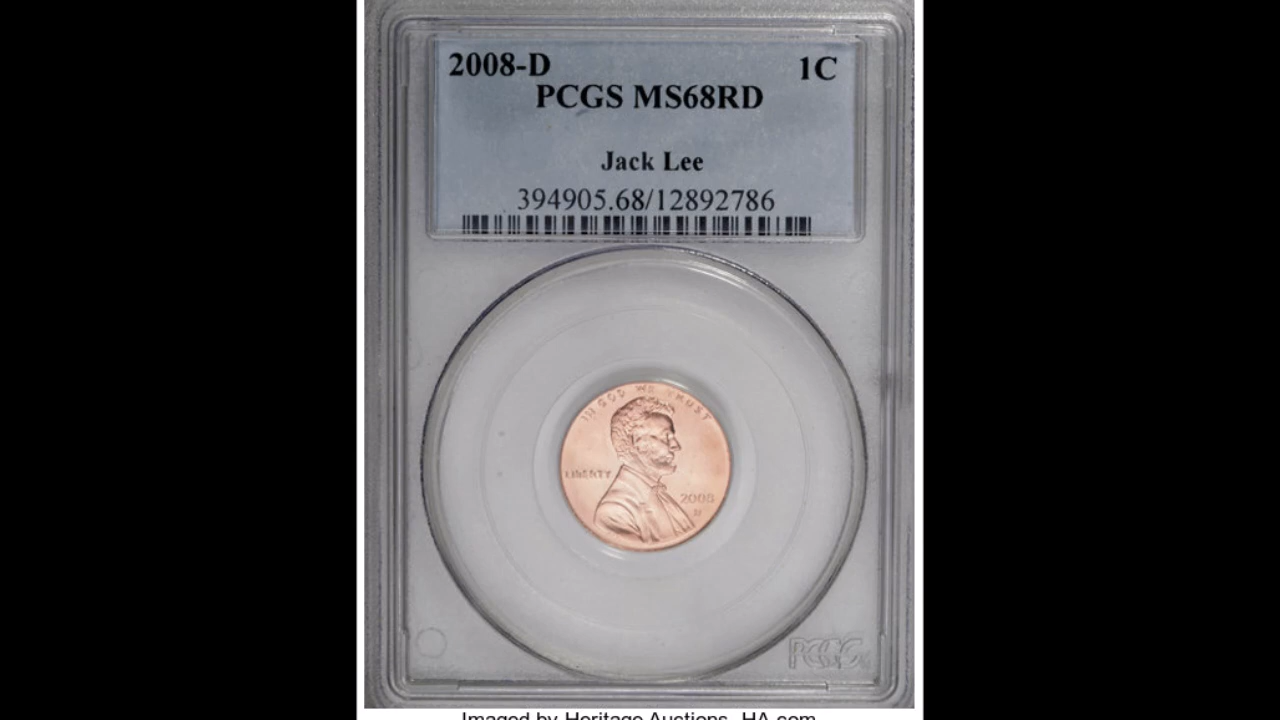 2008-D 1C
PCGS MS68RD
Jack Lee
394905.68/12892786
IN GOD WE TRUST
LIBERTY
2008
D
PCGS
Imaged by Heritage Auctions, HA.com